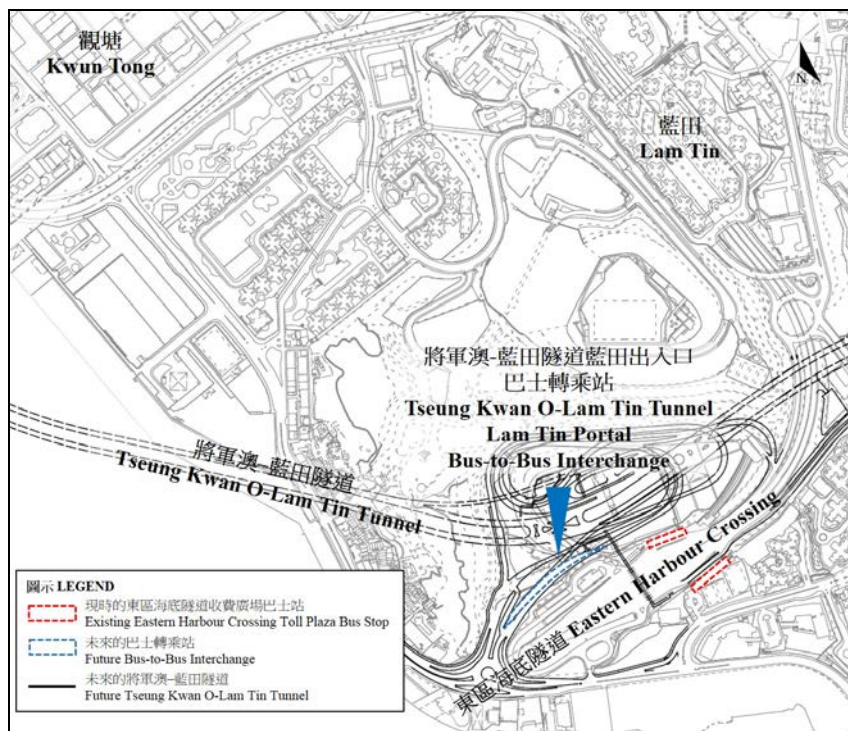 觀塘
Kwun Tong
藍田
Lam Tin
N
將軍澳-藍田隧道藍田出入口
巴士轉乘站
Tseung Kwan O-Lam Tin Tunnel
Lam Tin Portal
Bus-to-Bus Interchange
將軍澳–藍田隧道
Tseung Kwan O-Lam Tin Tunnel
東區海底隧道 Eastern Harbour Crossing
圖示 LEGEND
現時的東區海底隧道收費廣場巴士站
Existing Eastern Harbour Crossing Toll Plaza Bus Stop
未來的巴士轉乘站
Future Bus-to-Bus Interchange
未來的將軍澳–藍田隧道
Future Tseung Kwan O-Lam Tin Tunnel